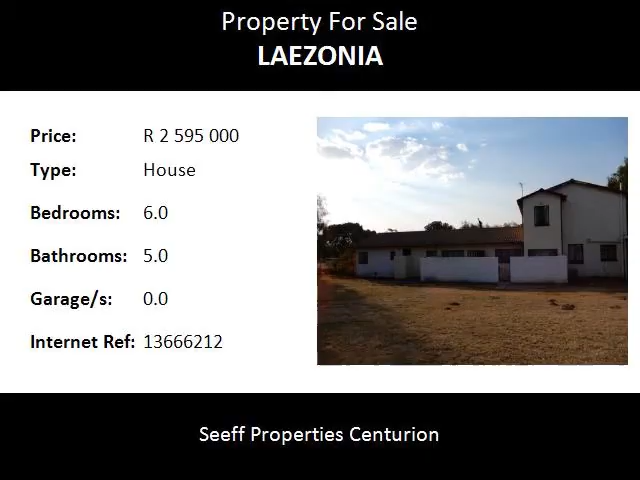 Property For Sale
LAEZONIA
Price: R 2 595 000
Type: House
Bedrooms: 6.0
Bathrooms: 5.0
Garage/s: 0.0
Internet Ref: 13666212
Seeff Properties Centurion